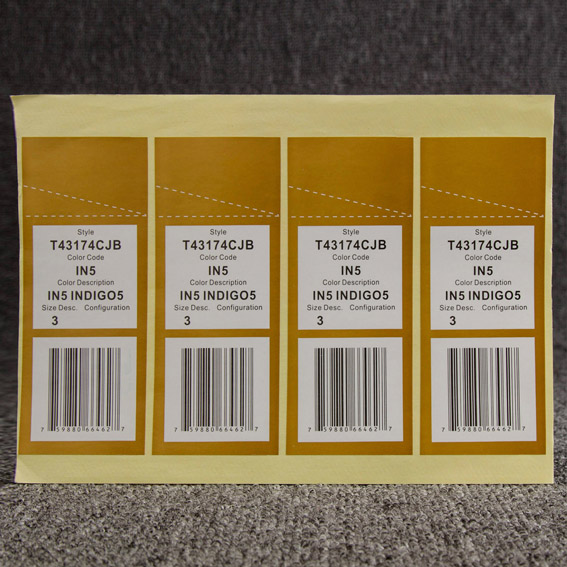 Style
T43174CJB
Color Code
IN5
Color Description
IN5 INDIGO5
Size Desc. Configuration
3
7 59880 66462 7
Style
T43174CJB
Color Code
IN5
Color Description
IN5 INDIGO5
Size Desc. Configuration
3
7 59880 66462 7
Style
T43174CJB
Color Code
IN5
Color Description
IN5 INDIGO5
Size Desc. Configuration
3
7 59880 66462 7
Style
T43174CJB
Color Code
IN5
Color Description
IN5 INDIGO5
Size Desc. Configuration
3
7 59880 66462 7